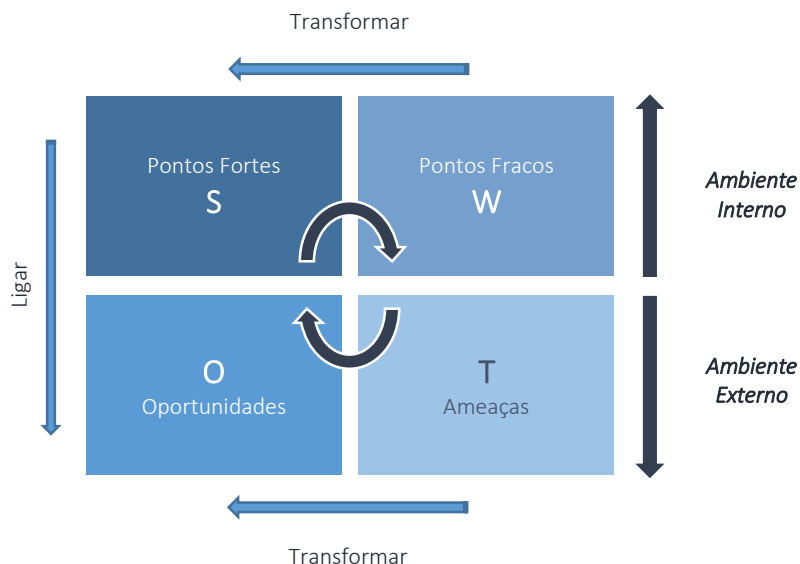 Transformar
Pontos Fortes
S
Pontos Fracos
W
Ambiente
Interno
Ligar
O
Oportunidades
T
Ameaças
Ambiente
Externo
Transformar